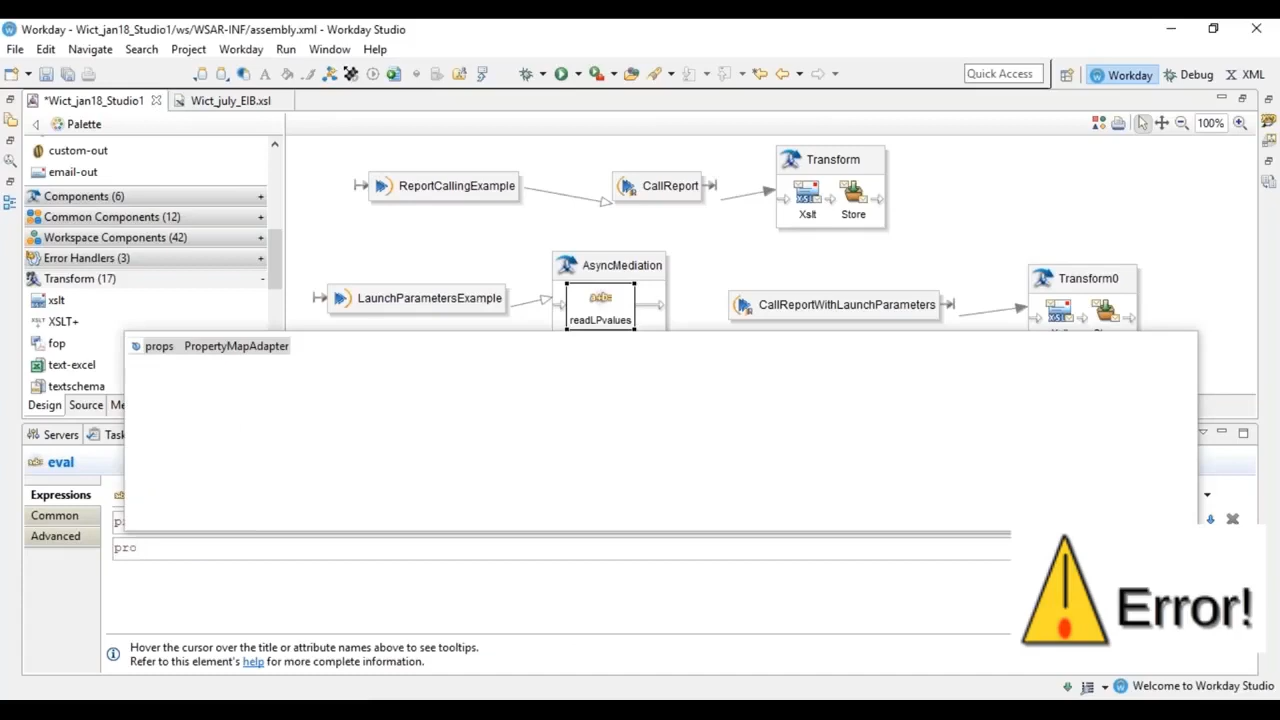 Workday - Wict_jan18_Studio1/ws/WSAR-INF/assembly.xml - Workday Studio
File Edit Navigate Search Project Workday Run Window Help
Quick Access Workday Debug XML
*Wict_jan18_Studio1 Wict_july_EIB.xsl
Palette 100%
custom-out
email-out
Components (6) +
Common Components (12) +
Workspace Components (42) +
Error Handlers (3) +
Transform (17) -
xslt
XSLT+
fop
text-excel
textschema
ReportCallingExample
CallReport
Transform
Xslt Store
AsyncMediation
LaunchParametersExample
readLPvalues
CallReportWithLaunchParameters
Transform0
props PropertyMapAdapter
Design Source
Servers
eval
Expressions
Common
Advanced
pro
Error!
Hover the cursor over the title or attribute names above to see tooltips.
Refer to this element's help for more complete information.
Welcome to Workday Studio